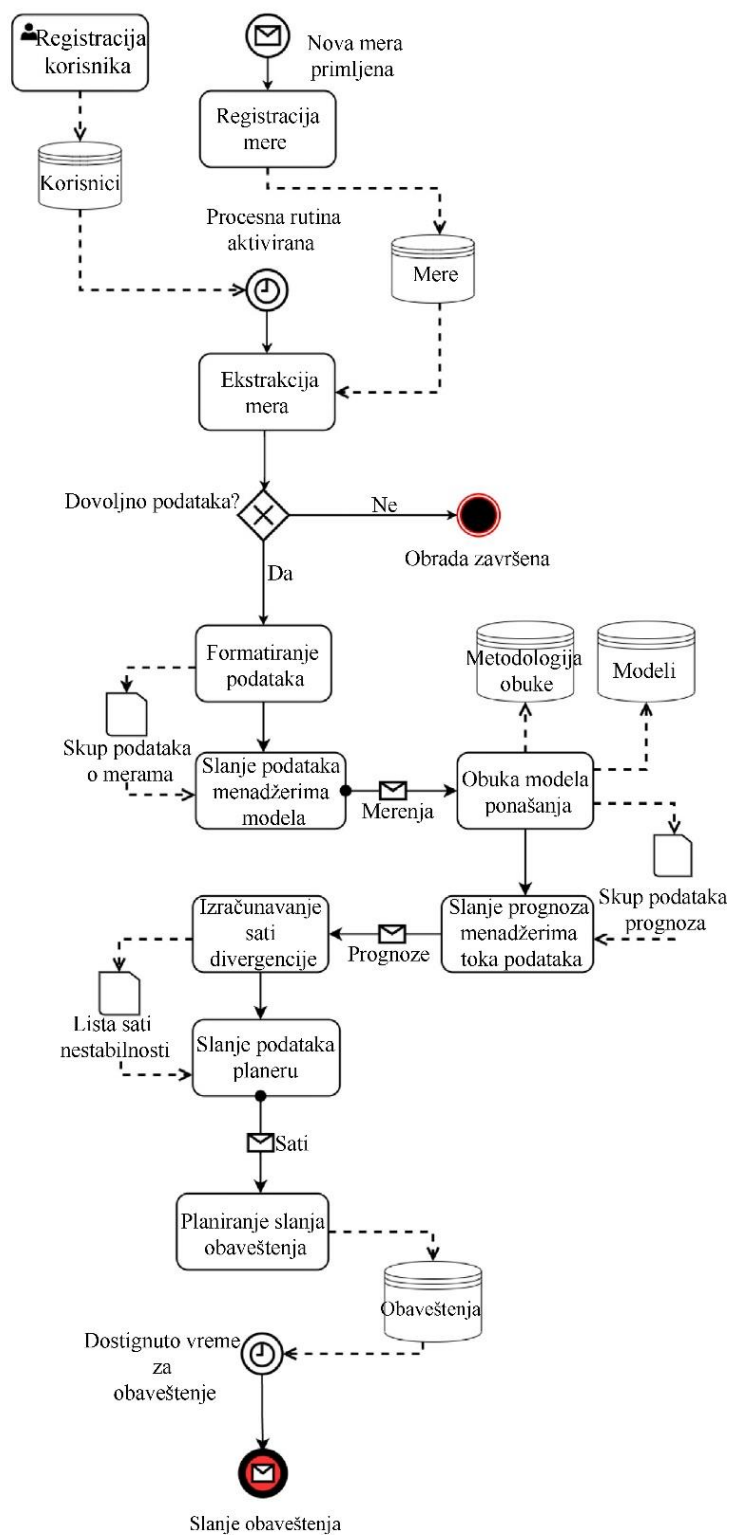 Registracija
korisnika
Nova mera
primljena
Registracija
mere
Korisnici
Procesna rutina
aktivirana
Mere
Ekstrakcija
mera
Dovoljno podataka?
Ne
Obrada završena
Da
Formatiranje
podataka
Metodologija
obuke
Modeli
Skup podataka
o merama
Slanje podataka
menadžerima
modela
Merenja
Obuka modela
ponašanja
Skup podataka
prognoza
Izračunavanje
sati
divergencije
Prognoze
Slanje prognoza
menadžerima
toka podataka
Lista sati
nestabilnosti
Slanje podataka
planeru
Sati
Planiranje slanja
obaveštenja
Obaveštenja
Dostignuto vreme
za
obaveštenje
Slanje obaveštenja